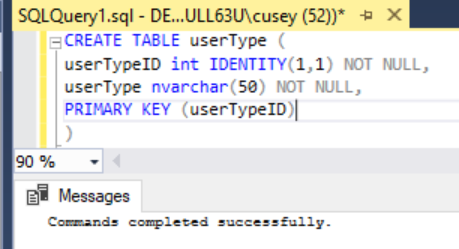 SQLQuery1.sql - DE...ULL63U\cusey (52))*
CREATE TABLE userType (
userTypeID int IDENTITY(1,1) NOT NULL,
userType nvarchar(50) NOT NULL,
PRIMARY KEY (userTypeID)
)
90 %
Messages
Commands completed successfully.